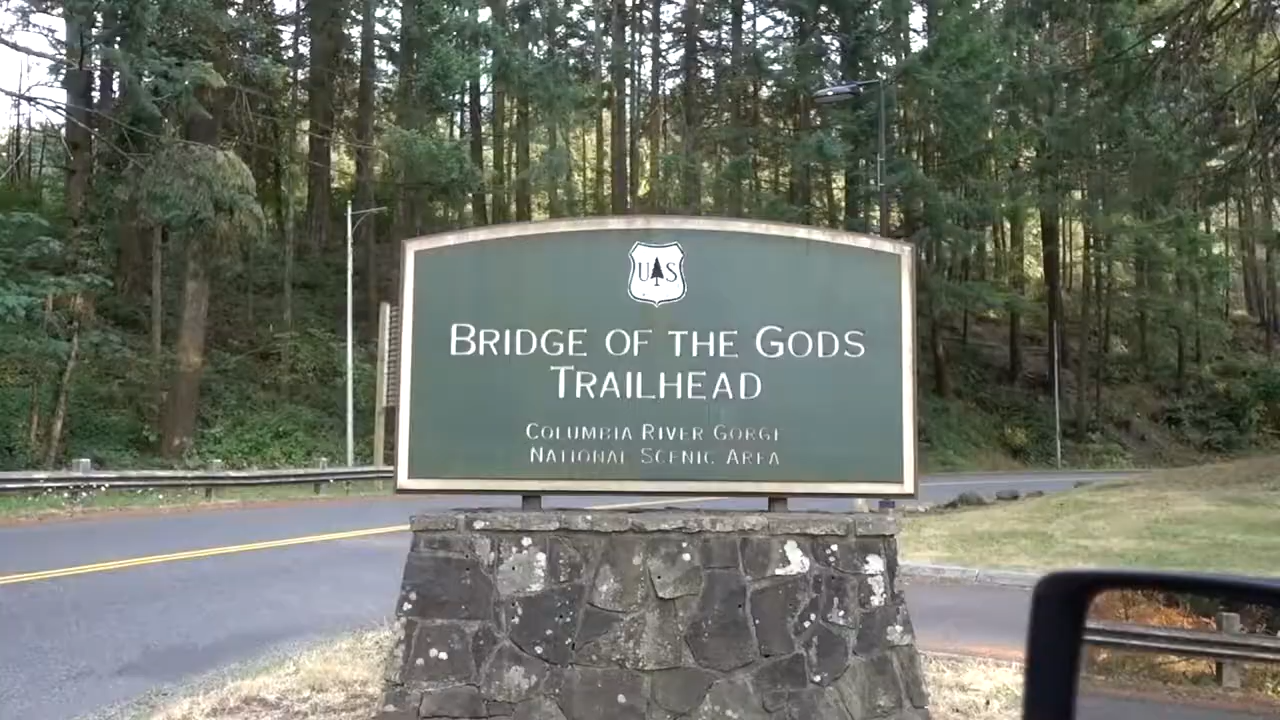 US
BRIDGE OF THE GODS
TRAILHEAD
COLUMBIA RIVER GORGE
NATIONAL SCENIC AREA